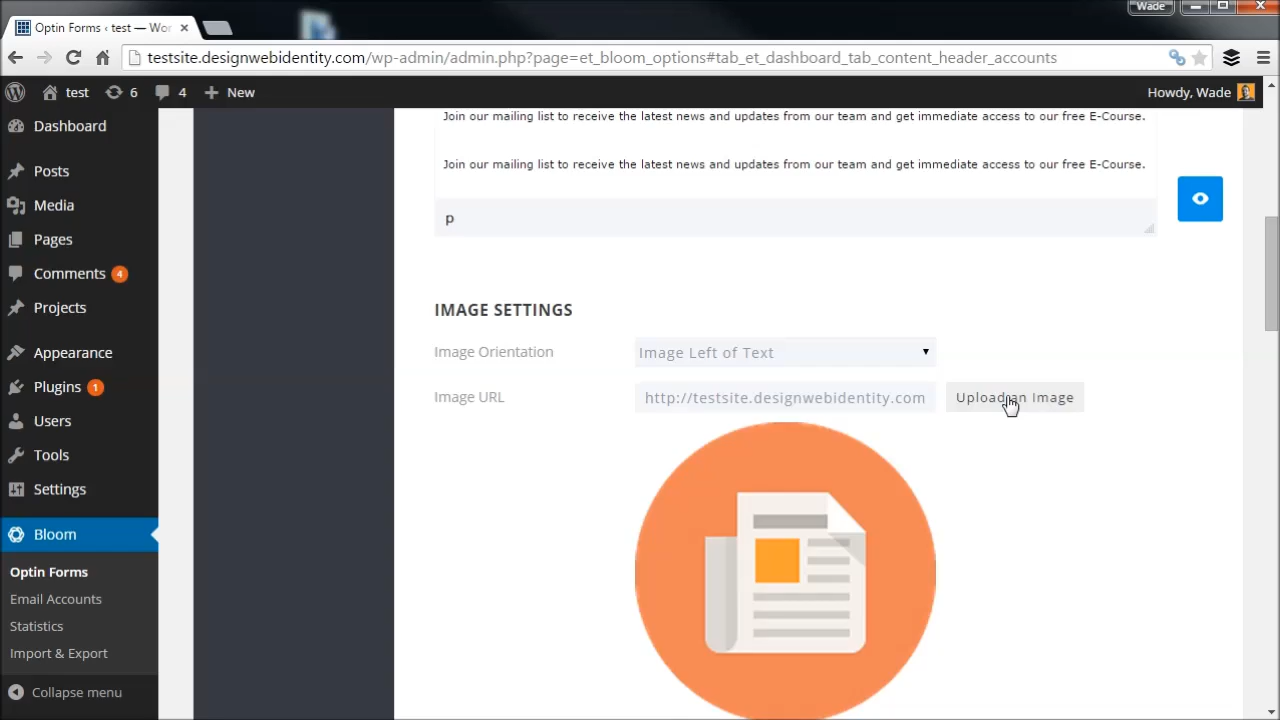 Wade
Optin Forms ‹ test — Wor
testsite.designwebidentity.com/wp-admin/admin.php?page=et_bloom_options#tab_et_dashboard_tab_content_header_accounts
test 6 4 New Howdy, Wade
Dashboard
Posts
Media
Pages
Comments 4
Projects
Appearance
Plugins 1
Users
Tools
Settings
Bloom
Optin Forms
Email Accounts
Statistics
Import & Export
Collapse menu
Join our mailing list to receive the latest news and updates from our team and get immediate access to our free E-Course.
Join our mailing list to receive the latest news and updates from our team and get immediate access to our free E-Course.
p
IMAGE SETTINGS
Image Orientation Image Left of Text
Image URL http://testsite.designwebidentity.com Upload an Image